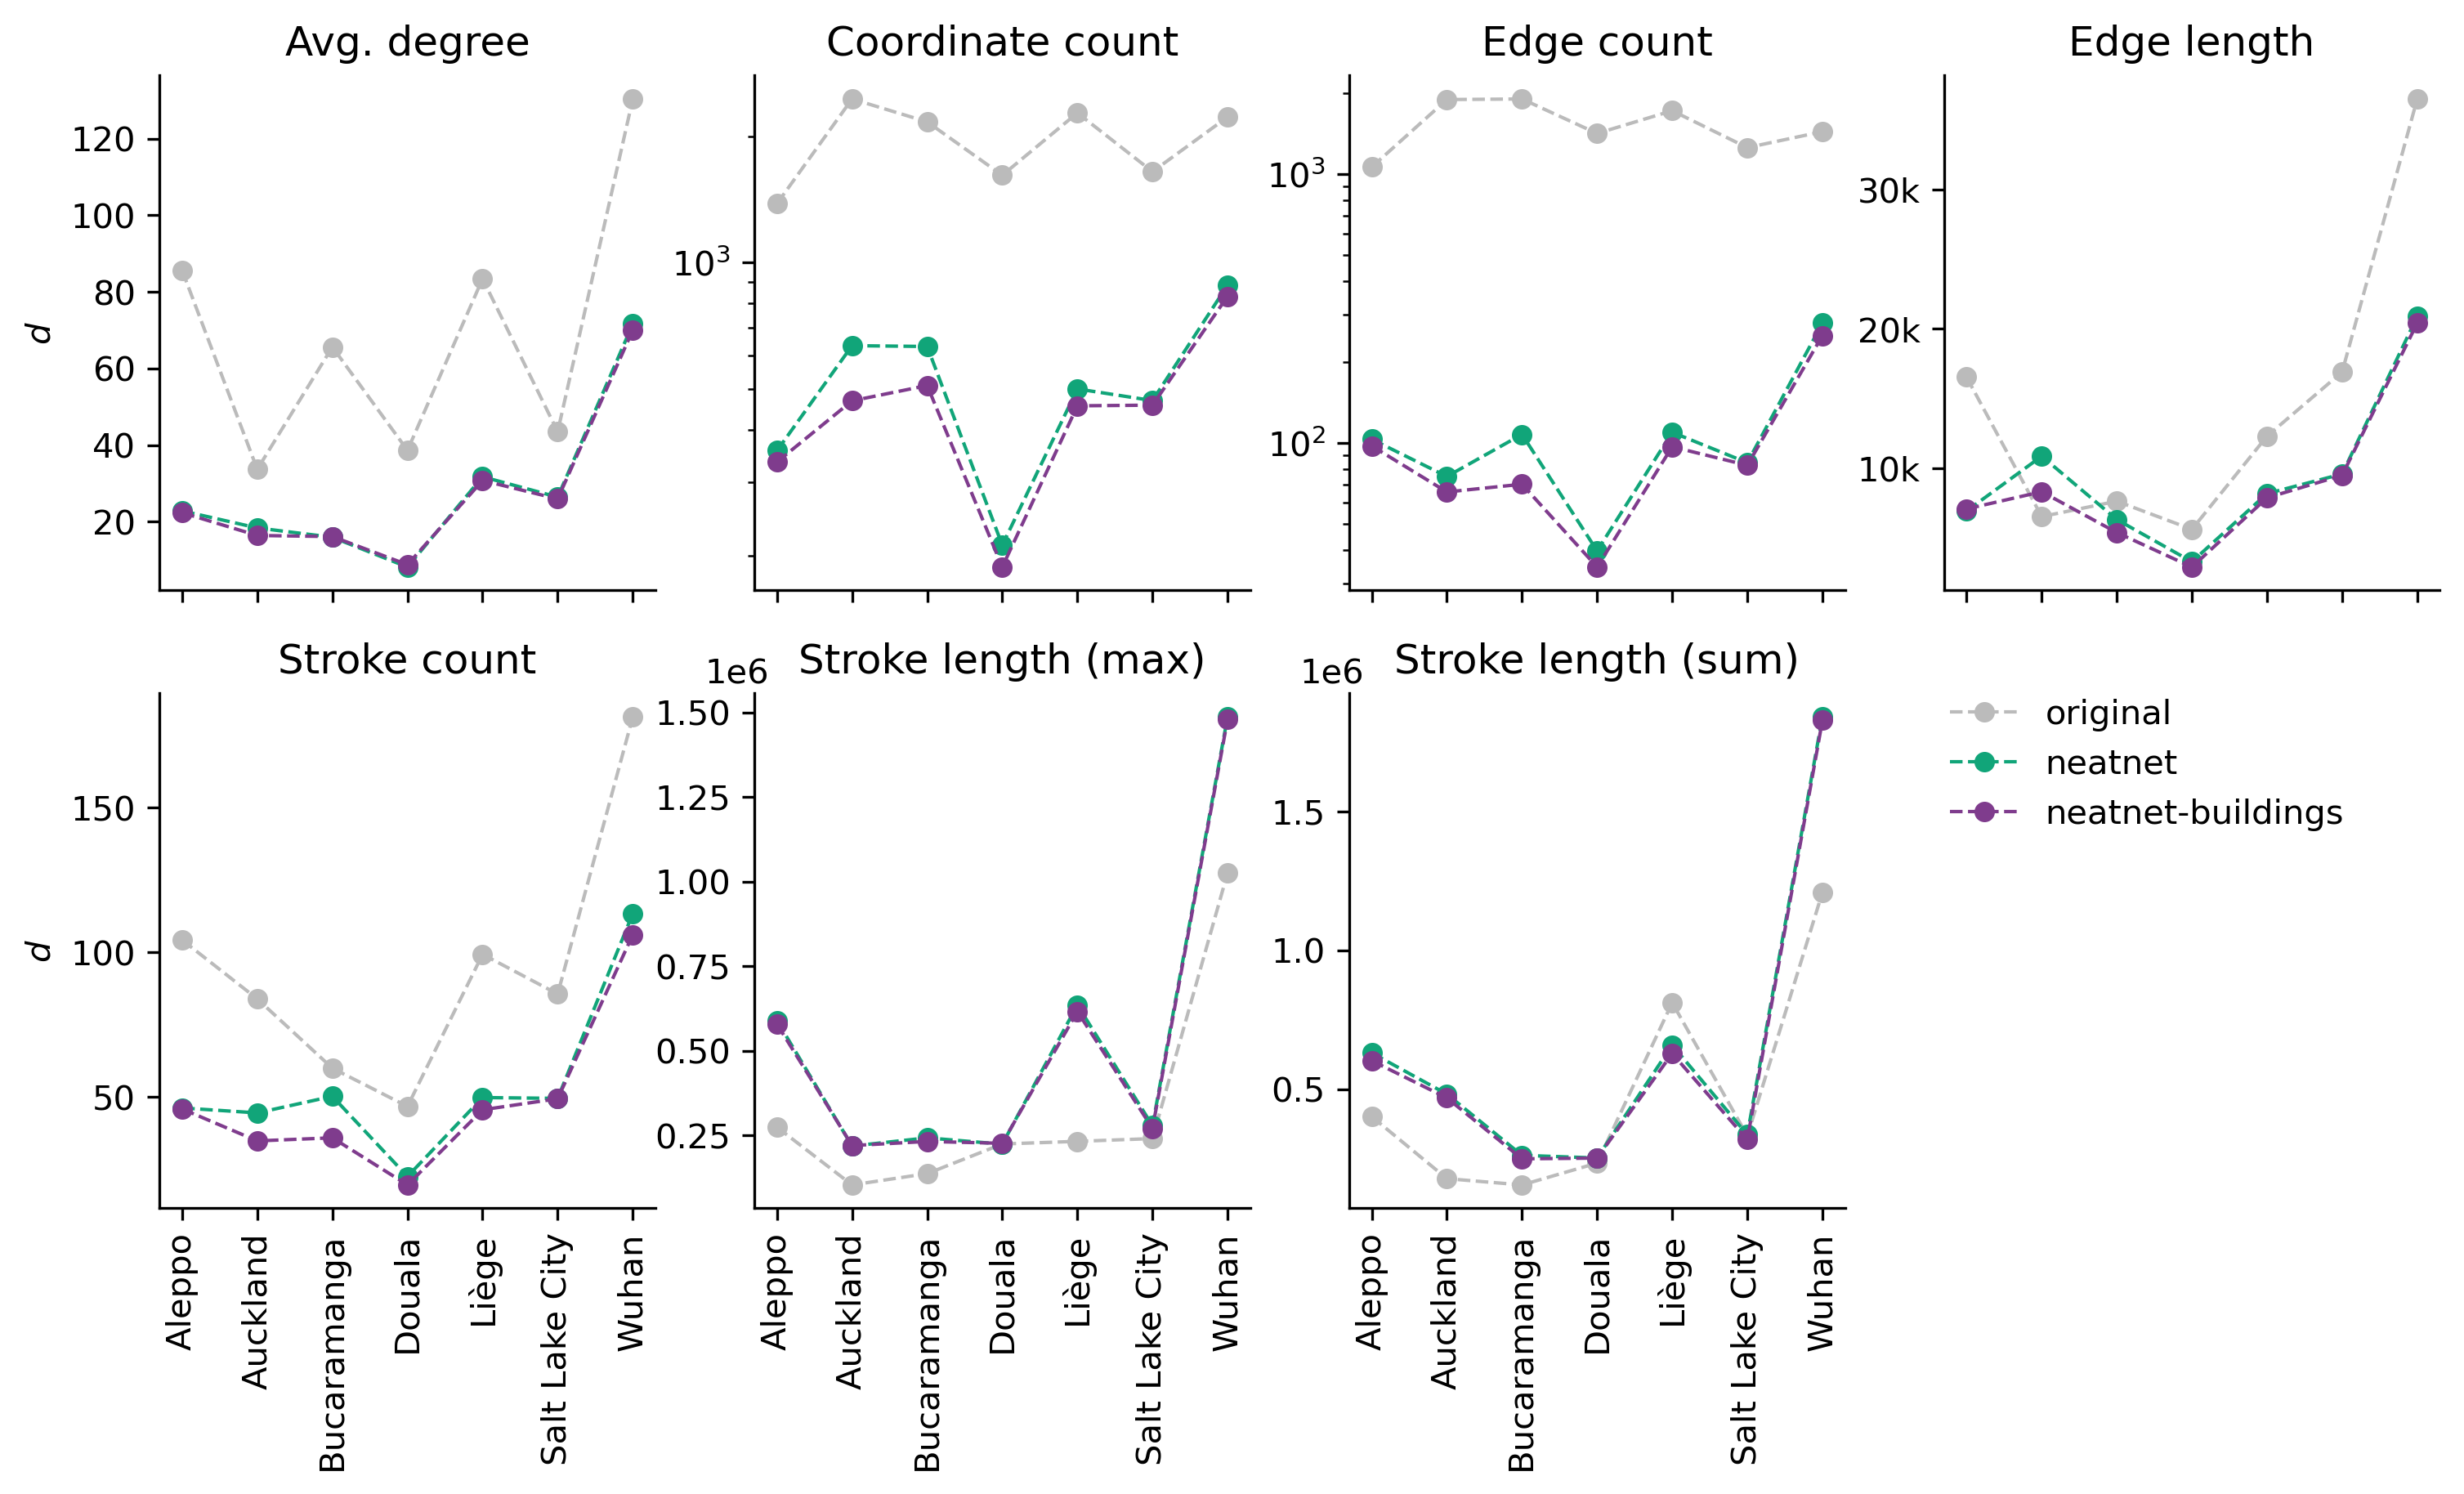 Avg. degree
Coordinate count
Edge count
Edge length
d
120
100
80
60
40
20
10³
10³
10²
30k
20k
10k
Stroke count
Stroke length (max)
Stroke length (sum)
d
150
100
50
1e6
1.50
1.25
1.00
0.75
0.50
0.25
1e6
1.5
1.0
0.5
original
neatnet
neatnet-buildings
Aleppo
Auckland
Bucaramanga
Douala
Liège
Salt Lake City
Wuhan
Aleppo
Auckland
Bucaramanga
Douala
Liège
Salt Lake City
Wuhan
Aleppo
Auckland
Bucaramanga
Douala
Liège
Salt Lake City
Wuhan